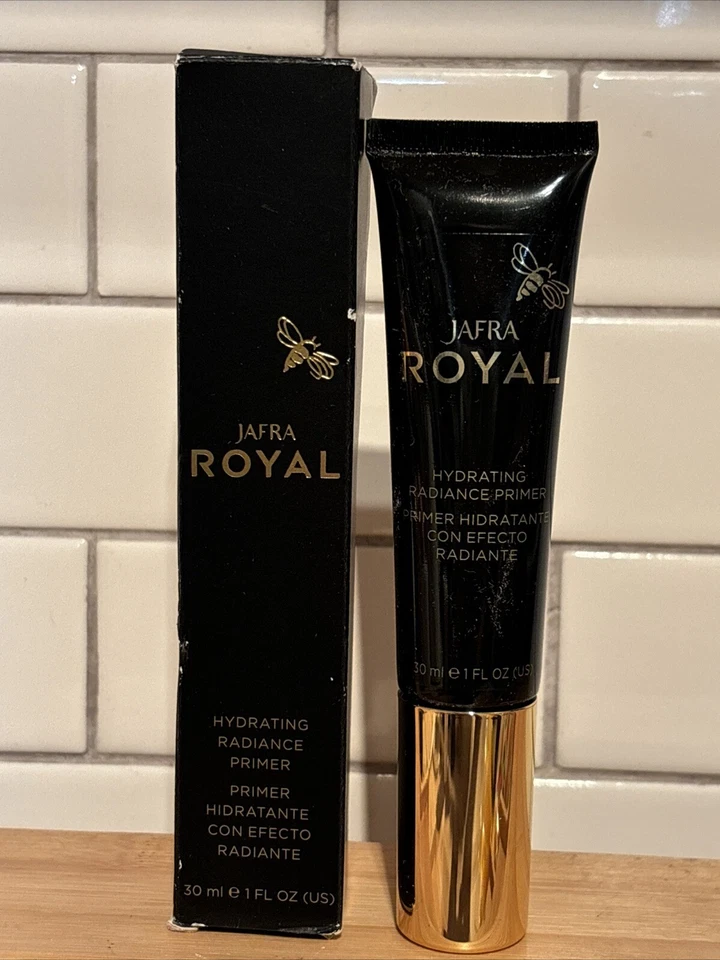 JAFRA
ROYAL
HYDRATING
RADIANCE
PRIMER
PRIMER
HIDRATANTE
CON EFECTO
RADIANTE
30 ml ℮ 1 FL OZ (US)
JAFRA
ROYAL
HYDRATING
RADIANCE PRIMER
PRIMER HIDRATANTE
CON EFECTO
RADIANTE
30 ml ℮ 1 FL OZ (US)